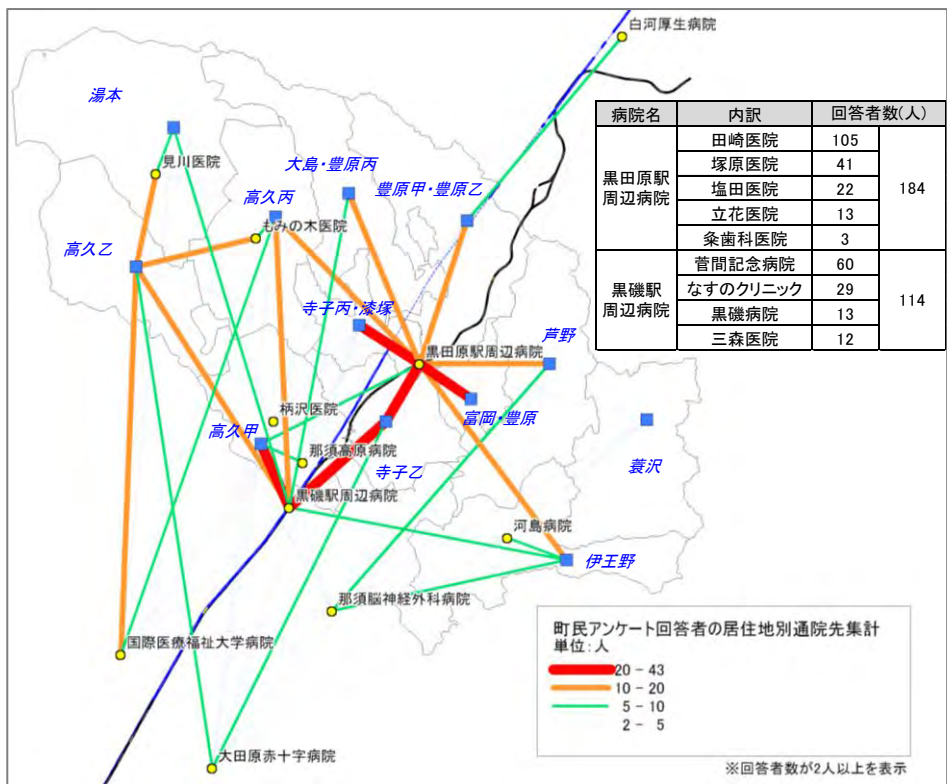 白河厚生病院
湯本
見川医院
大島・豊原丙
豊原甲・豊原乙
高久丙
もみの木医院
高久乙
寺子丙・漆塚
黒田原駅周辺病院
芦野
柄沢医院
高久甲
富岡・豊原
那須高原病院
寺子乙
蓑沢
黒磯駅周辺病院
河島病院
伊王野
那須脳神経外科病院
国際医療福祉大学病院
大田原赤十字病院
病院名 内訳 回答者数(人)
黒田原駅
周辺病院
田崎医院 105
塚原医院 41
塩田医院 22
立花医院 13
粂歯科医院 3
184
黒磯駅
周辺病院
菅間記念病院 60
なすのクリニック 29
黒磯病院 13
三森医院 12
114
町民アンケート回答者の居住地別通院先集計
単位:人
20 - 43
10 - 20
5 - 10
2 - 5
※回答者数が2人以上を表示